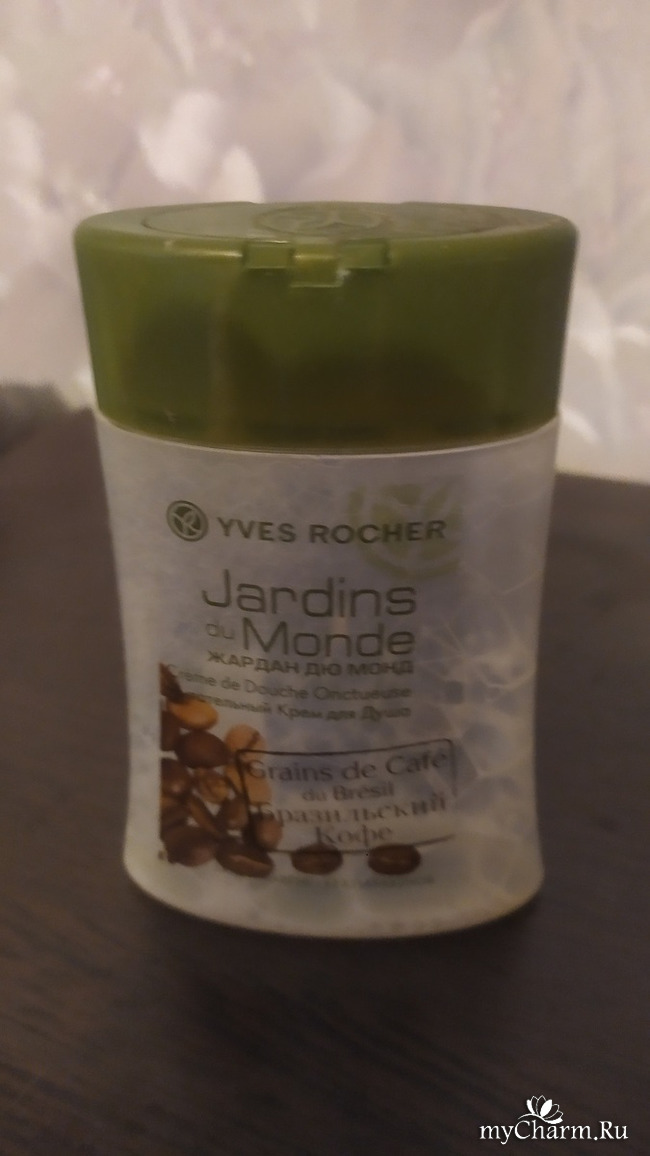 YVES ROCHER
Jardins
du Monde
ЖАРДАН ДЮ МОНД
Crème de Douche Onctueuse
Крем для Душа
Grains de Café
du Brésil
Бразильский
Кофе
myCharm.Ru